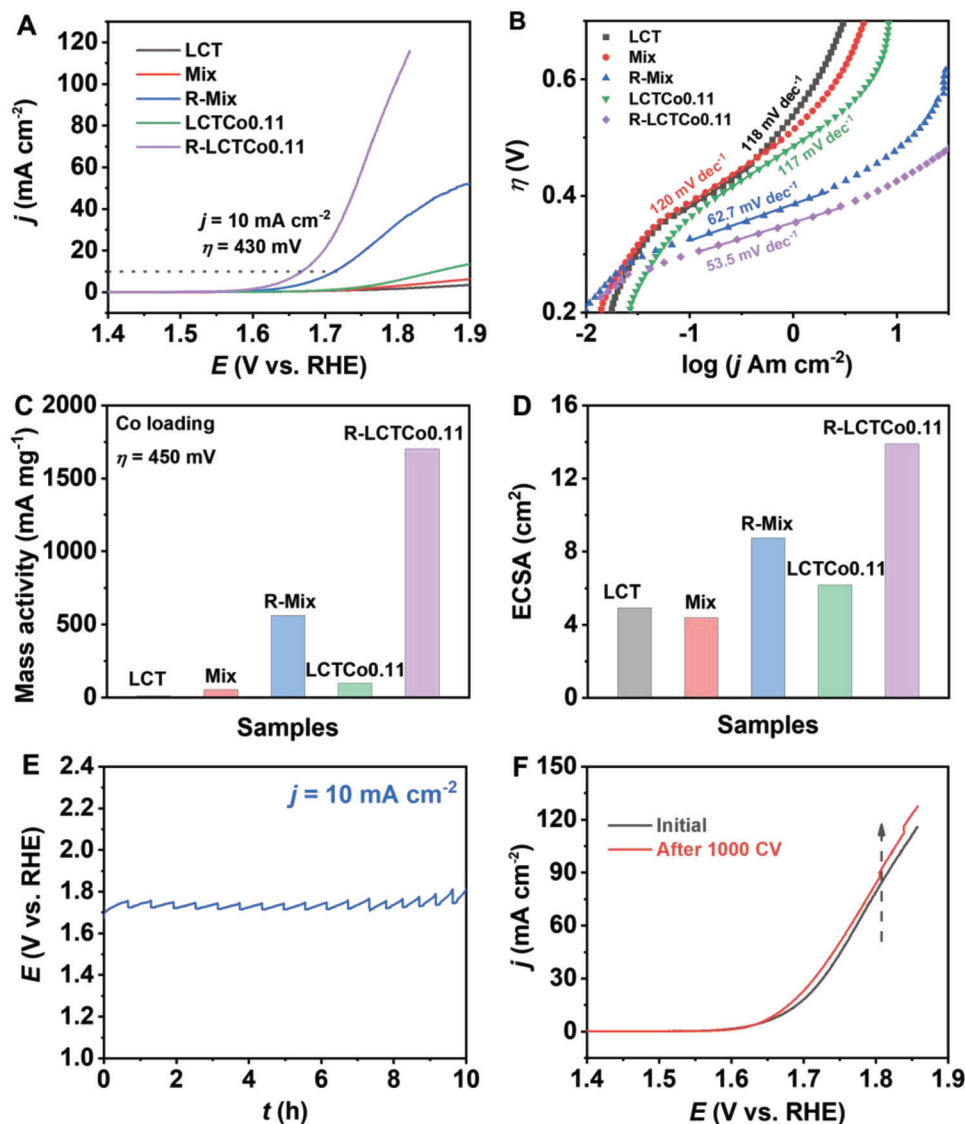 A
120
100
80
60
40
20
0
j (mA cm⁻²)
LCT
Mix
R-Mix
LCTCo0.11
R-LCTCo0.11
j = 10 mA cm⁻²
η = 430 mV
1.4 1.5 1.6 1.7 1.8 1.9
E (V vs. RHE)
B
0.6
0.4
0.2
η (V)
LCT
Mix
R-Mix
LCTCo0.11
R-LCTCo0.11
118 mV dec⁻¹
120 mV dec⁻¹
117 mV dec⁻¹
62.7 mV dec⁻¹
53.5 mV dec⁻¹
-2 -1 0 1
log (j Am cm⁻²)
C
2000
1500
1000
500
0
Mass activity (mA mg⁻¹)
Co loading
η = 450 mV
R-LCTCo0.11
R-Mix
LCTCo0.11
Mix
LCT
Samples
D
16
12
8
4
0
ECSA (cm²)
R-LCTCo0.11
R-Mix
LCTCo0.11
LCT
Mix
Samples
E
2.4
2.2
2.0
1.8
1.6
1.4
1.2
1.0
E (V vs. RHE)
j = 10 mA cm⁻²
0 2 4 6 8 10
t (h)
F
150
120
90
60
30
0
j (mA cm⁻²)
Initial
After 1000 CV
1.4 1.5 1.6 1.7 1.8 1.9
E (V vs. RHE)